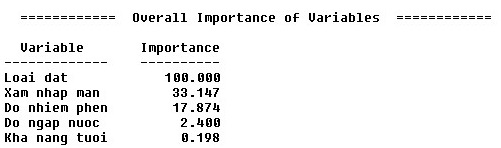 ============ Overall Importance of Variables ============
Variable Importance
------------- ----------
Loai dat 100.000
Xam nhap man 33.147
Do nhiem phen 17.874
Do ngap nuoc 2.400
Kha nang tuoi 0.198